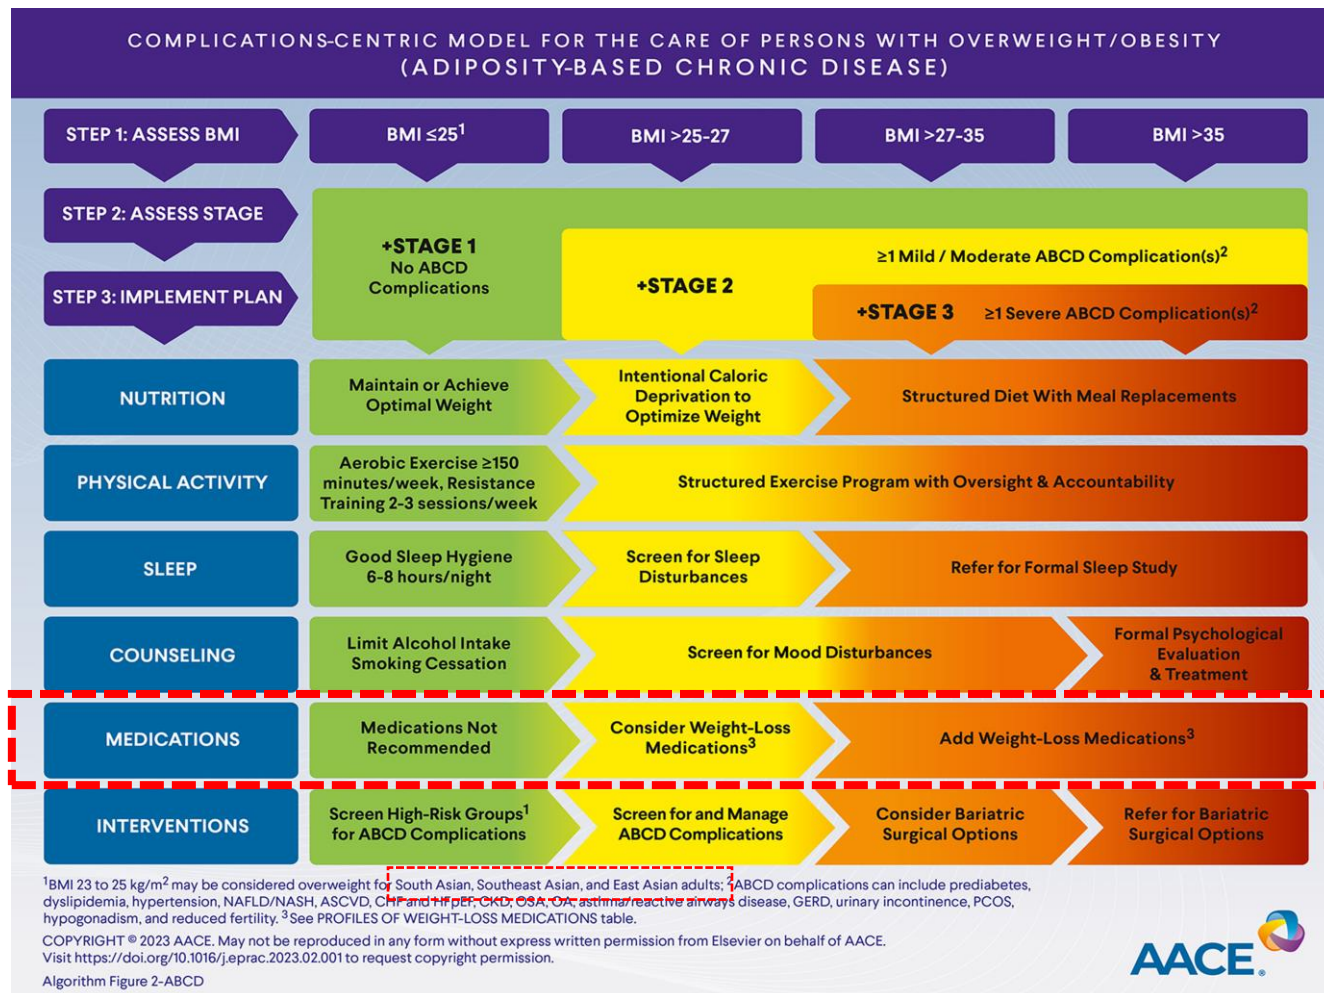 COMPLICATIONS-CENTRIC MODEL FOR THE CARE OF PERSONS WITH OVERWEIGHT/OBESITY
(ADIPOSITY-BASED CHRONIC DISEASE)
STEP 1: ASSESS BMI
BMI ≤25¹
BMI >25-27
BMI >27-35
BMI >35
STEP 2: ASSESS STAGE
STEP 3: IMPLEMENT PLAN
+STAGE 1
No ABCD
Complications
+STAGE 2
≥1 Mild / Moderate ABCD Complication(s)²
+STAGE 3
≥1 Severe ABCD Complication(s)²
NUTRITION
Maintain or Achieve
Optimal Weight
Intentional Caloric
Deprivation to
Optimize Weight
Structured Diet With Meal Replacements
PHYSICAL ACTIVITY
Aerobic Exercise ≥150
minutes/week, Resistance
Training 2-3 sessions/week
Structured Exercise Program with Oversight & Accountability
SLEEP
Good Sleep Hygiene
6-8 hours/night
Screen for Sleep
Disturbances
Refer for Formal Sleep Study
COUNSELING
Limit Alcohol Intake
Smoking Cessation
Screen for Mood Disturbances
Formal Psychological
Evaluation
& Treatment
MEDICATIONS
Medications Not
Recommended
Consider Weight-Loss
Medications³
Add Weight-Loss Medications³
INTERVENTIONS
Screen High-Risk Groups¹
for ABCD Complications
Screen for and Manage
ABCD Complications
Consider Bariatric
Surgical Options
Refer for Bariatric
Surgical Options
¹BMI 23 to 25 kg/m² may be considered overweight for South Asian, Southeast Asian, and East Asian adults; ²ABCD complications can include prediabetes,
dyslipidemia, hypertension, NAFLD/NASH, ASCVD, CHF and HFpEF, CKD, OSA, OA, asthma/reactive airways disease, GERD, urinary incontinence, PCOS,
hypogonadism, and reduced fertility. ³See PROFILES OF WEIGHT-LOSS MEDICATIONS table.
COPYRIGHT © 2023 AACE. May not be reproduced in any form without express written permission from Elsevier on behalf of AACE.
Visit https://doi.org/10.1016/j.eprac.2023.02.001 to request copyright permission.
Algorithm Figure 2-ABCD
AACE®